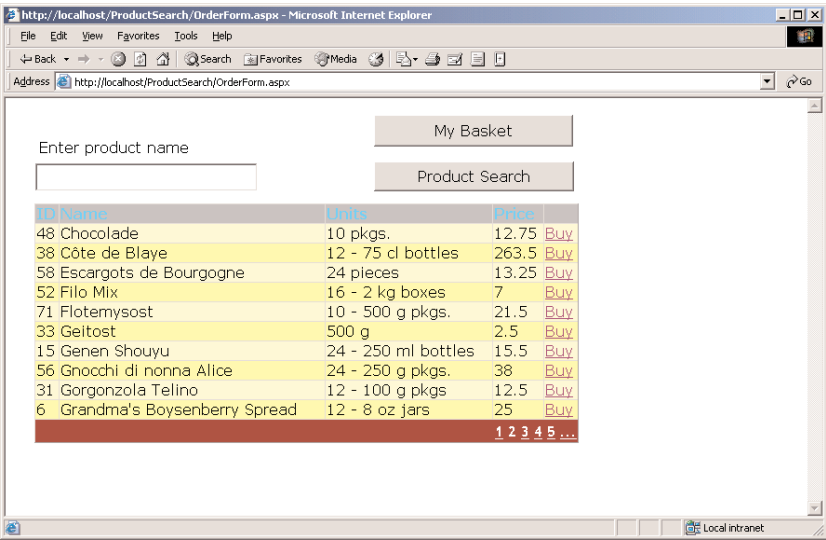 http://localhost/ProductSearch/OrderForm.aspx - Microsoft Internet Explorer
File Edit View Favorites Tools Help
Back Search Favorites Media
Address http://localhost/ProductSearch/OrderForm.aspx Go
My Basket
Enter product name
Product Search
ID Name Units Price
48 Chocolade 10 pkgs. 12.75 Buy
38 Côte de Blaye 12 - 75 cl bottles 263.5 Buy
58 Escargots de Bourgogne 24 pieces 13.25 Buy
52 Filo Mix 16 - 2 kg boxes 7 Buy
71 Flotemysost 10 - 500 g pkgs. 21.5 Buy
33 Geitost 500 g 2.5 Buy
15 Genen Shouyu 24 - 250 ml bottles 15.5 Buy
56 Gnocchi di nonna Alice 24 - 250 g pkgs. 38 Buy
31 Gorgonzola Telino 12 - 100 g pkgs 12.5 Buy
6 Grandma's Boysenberry Spread 12 - 8 oz jars 25 Buy
1 2 3 4 5 ...
Local intranet